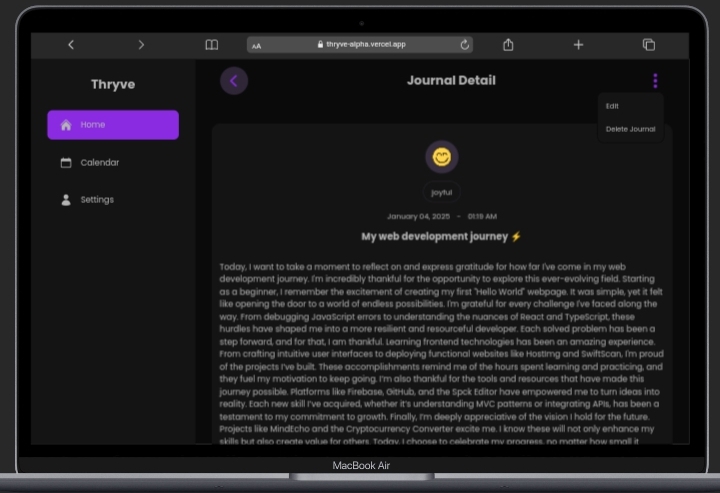 AA
thryve-alpha.vercel.app
Thryve
Journal Detail
Home
Edit
Delete Journal
Calendar
Settings
joyful
January 04, 2025 - 01:19 AM
My web development journey ⚡
Today, I want to take a moment to reflect on and express gratitude for how far I've come in my web
development journey. I'm incredibly thankful for the opportunity to explore this ever-evolving field. Starting
as a beginner, I remember the excitement of creating my first "Hello World" webpage. It was simple, yet it felt
like opening the door to a world of endless possibilities. I'm grateful for every challenge I've faced along the
way. From debugging JavaScript errors to understanding the nuances of React and TypeScript, these
hurdles have shaped me into a more resilient and resourceful developer. Each solved problem has been a
step forward, and for that, I am thankful. Learning frontend technologies has been an amazing experience.
From crafting intuitive user interfaces to deploying functional websites like HostImg and SwiftScan, I'm proud
of the projects I've built. These accomplishments remind me of the hours spent learning and practicing, and
they fuel my motivation to keep going. I'm also thankful for the tools and resources that have made this
journey possible. Platforms like Firebase, GitHub, and the Spck Editor have empowered me to turn ideas into
reality. Each new skill I've acquired, whether it's understanding MVC patterns or integrating APIs, has been a
testament to my commitment to growth. Finally, I'm deeply appreciative of the vision I hold for the future.
Projects like MindEcho and the Cryptocurrency Converter excite me. I know these will not only enhance my
skills but also create value for others. Today, I choose to celebrate my progress, no matter how small it
MacBook Air